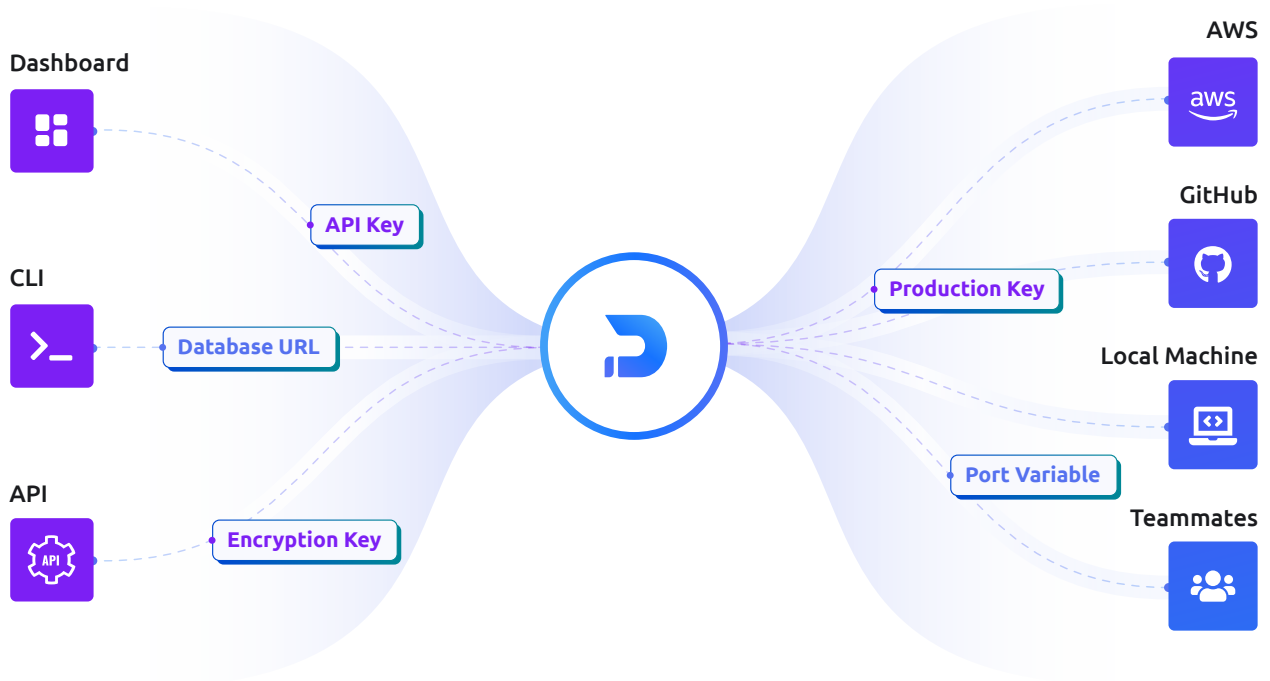 Dashboard
API Key
CLI
Database URL
API
API
Encryption Key
AWS
aws
GitHub
Production Key
Local Machine
Port Variable
Teammates